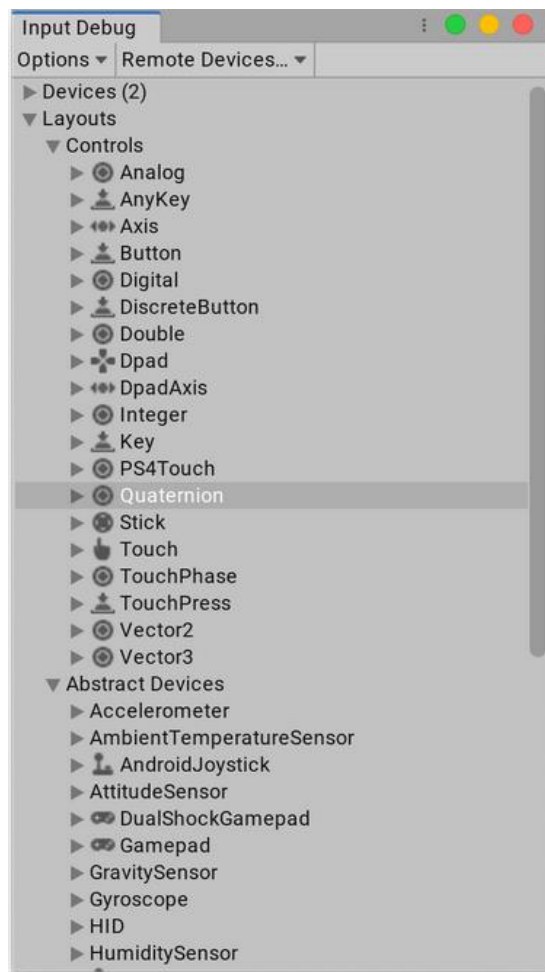 Input Debug
Options Remote Devices...
Devices (2)
Layouts
Controls
Analog
AnyKey
Axis
Button
Digital
DiscreteButton
Double
Dpad
DpadAxis
Integer
Key
PS4Touch
Quaternion
Stick
Touch
TouchPhase
TouchPress
Vector2
Vector3
Abstract Devices
Accelerometer
AmbientTemperatureSensor
AndroidJoystick
AttitudeSensor
DualShockGamepad
Gamepad
GravitySensor
Gyroscope
HID
HumiditySensor